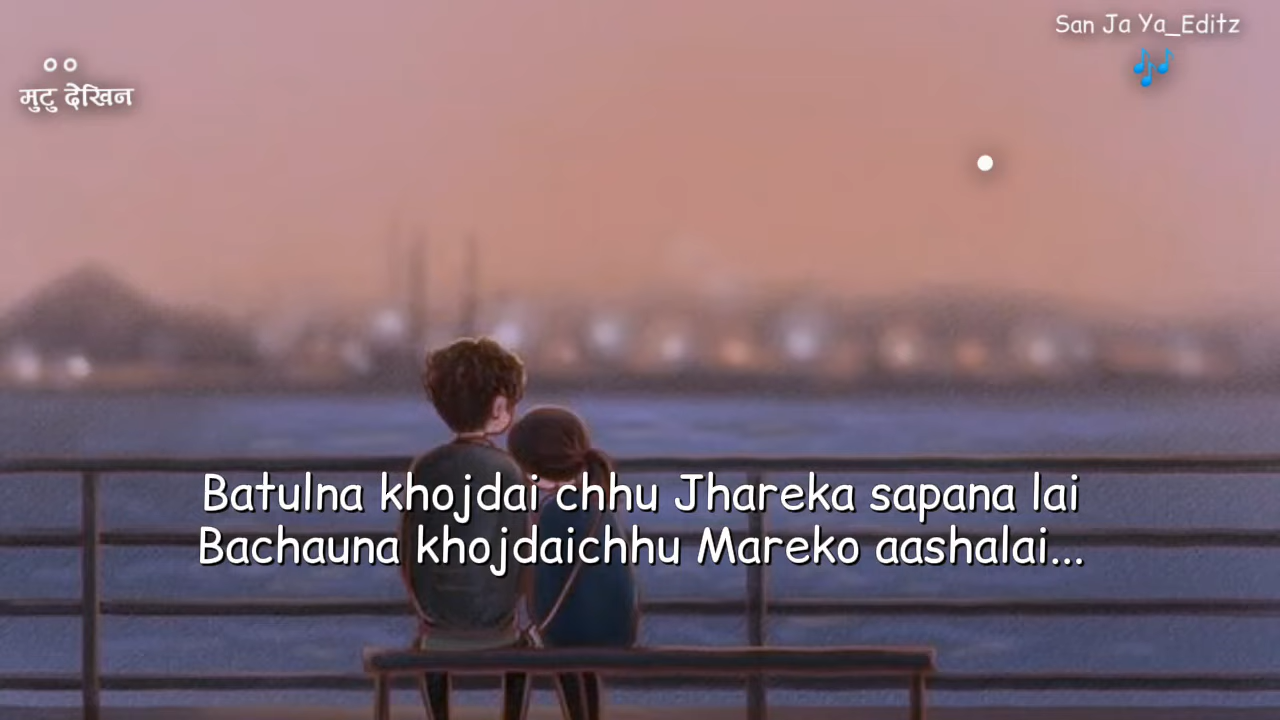 San Ja Ya_Editz
मुटु देखिन
Batulna khojdai chhu Jhareka sapana lai
Bachauna khojdaichhu Mareko aashalai...